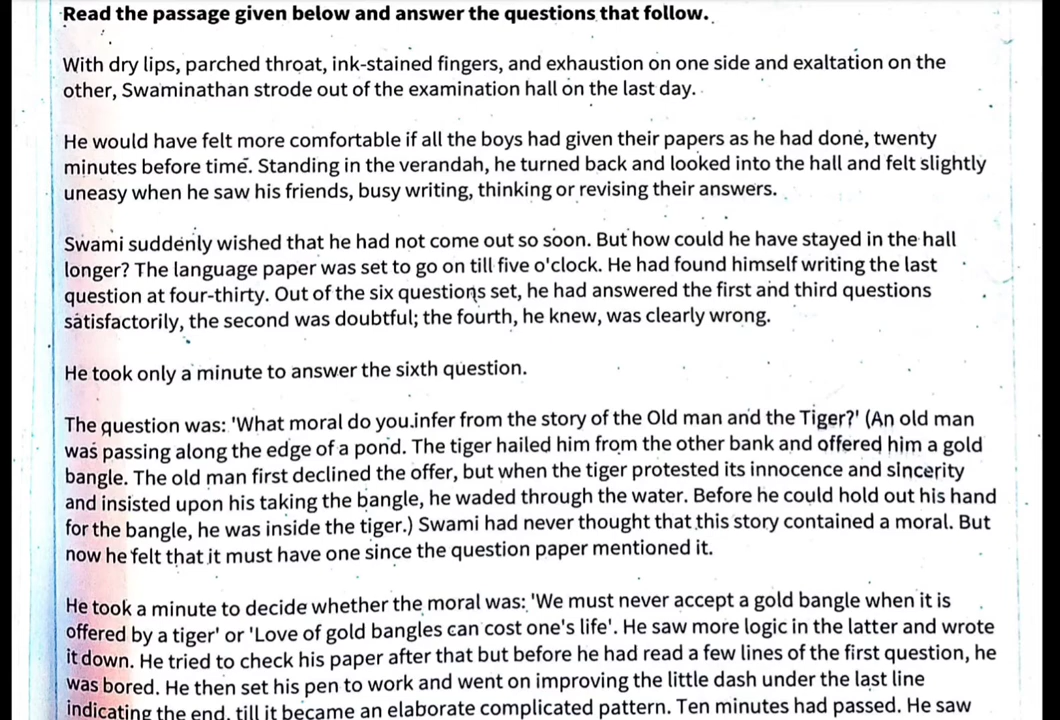 Read the passage given below and answer the questions that follow.
With dry lips, parched throat, ink-stained fingers, and exhaustion on one side and exaltation on the
other, Swaminathan strode out of the examination hall on the last day.
He would have felt more comfortable if all the boys had given their papers as he had done, twenty
minutes before time. Standing in the verandah, he turned back and looked into the hall and felt slightly
uneasy when he saw his friends, busy writing, thinking or revising their answers.
Swami suddenly wished that he had not come out so soon. But how could he have stayed in the hall
longer? The language paper was set to go on till five o'clock. He had found himself writing the last
question at four-thirty. Out of the six questions set, he had answered the first and third questions
satisfactorily, the second was doubtful; the fourth, he knew, was clearly wrong.
He took only a minute to answer the sixth question.
The question was: 'What moral do you infer from the story of the Old man and the Tiger?' (An old man
was passing along the edge of a pond. The tiger hailed him from the other bank and offered him a gold
bangle. The old man first declined the offer, but when the tiger protested its innocence and sincerity
and insisted upon his taking the bangle, he waded through the water. Before he could hold out his hand
for the bangle, he was inside the tiger.) Swami had never thought that this story contained a moral. But
now he felt that it must have one since the question paper mentioned it.
He took a minute to decide whether the moral was: 'We must never accept a gold bangle when it is
offered by a tiger' or 'Love of gold bangles can cost one's life'. He saw more logic in the latter and wrote
it down. He tried to check his paper after that but before he had read a few lines of the first question, he
was bored. He then set his pen to work and went on improving the little dash under the last line
indicating the end, till it became an elaborate complicated pattern. Ten minutes had passed. He saw